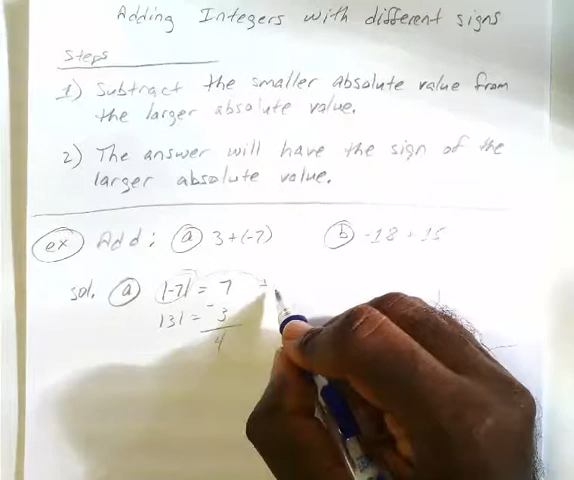 Adding Integers with different signs
Steps
1) Subtract the smaller absolute value from
the larger absolute value.
2) The answer will have the sign of the
larger absolute value.
ex Add: a 3+(-7) b -18 + 15
sol. a |-7| = 7
|3| = - 3
4